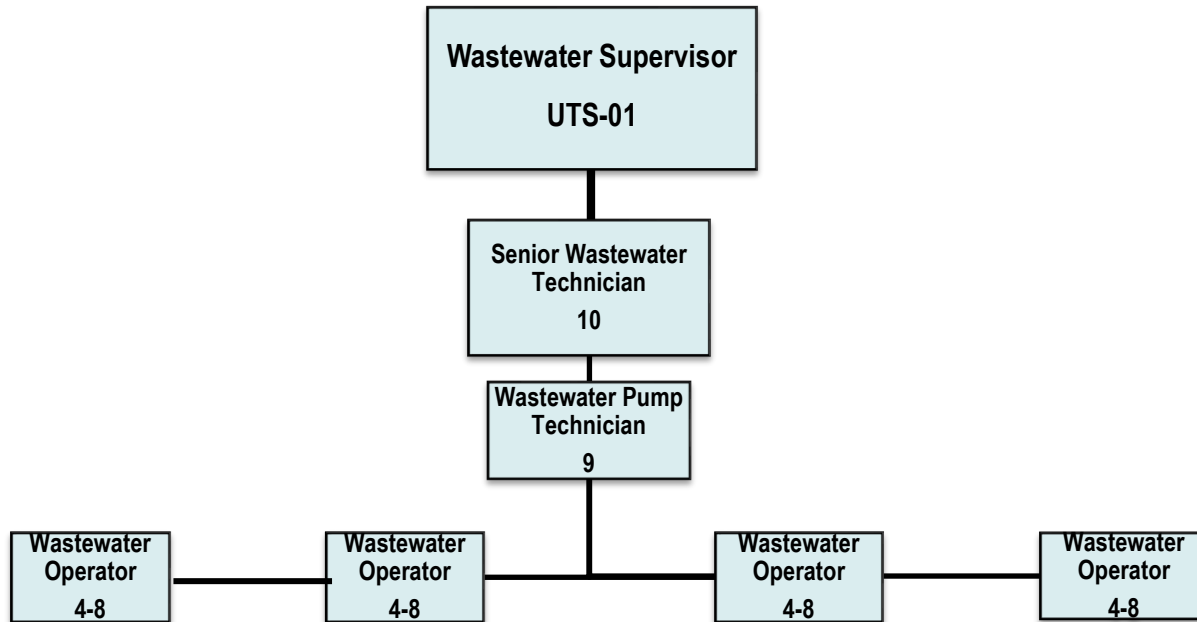 Wastewater Supervisor
UTS-01
Senior Wastewater
Technician
10
Wastewater Pump
Technician
9
Wastewater
Operator
4-8
Wastewater
Operator
4-8
Wastewater
Operator
4-8
Wastewater
Operator
4-8